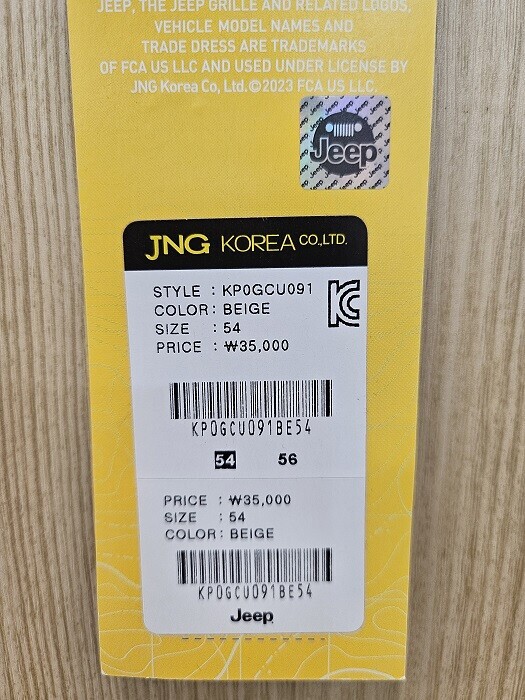 JEEP, THE JEEP GRILLE AND RELATED LOGOS,
VEHICLE MODEL NAMES AND
TRADE DRESS ARE TRADEMARKS
OF FCA US LLC AND USED UNDER LICENSE BY
JNG Korea Co, Ltd.©2023 FCA US LLC.
Jeep
JNG KOREA CO.,LTD.
STYLE : KP0GCU091
COLOR : BEIGE
SIZE : 54
PRICE : ₩35,000
KP0GCU091BE54
54 56
PRICE : ₩35,000
SIZE : 54
COLOR : BEIGE
KP0GCU091BE54
Jeep